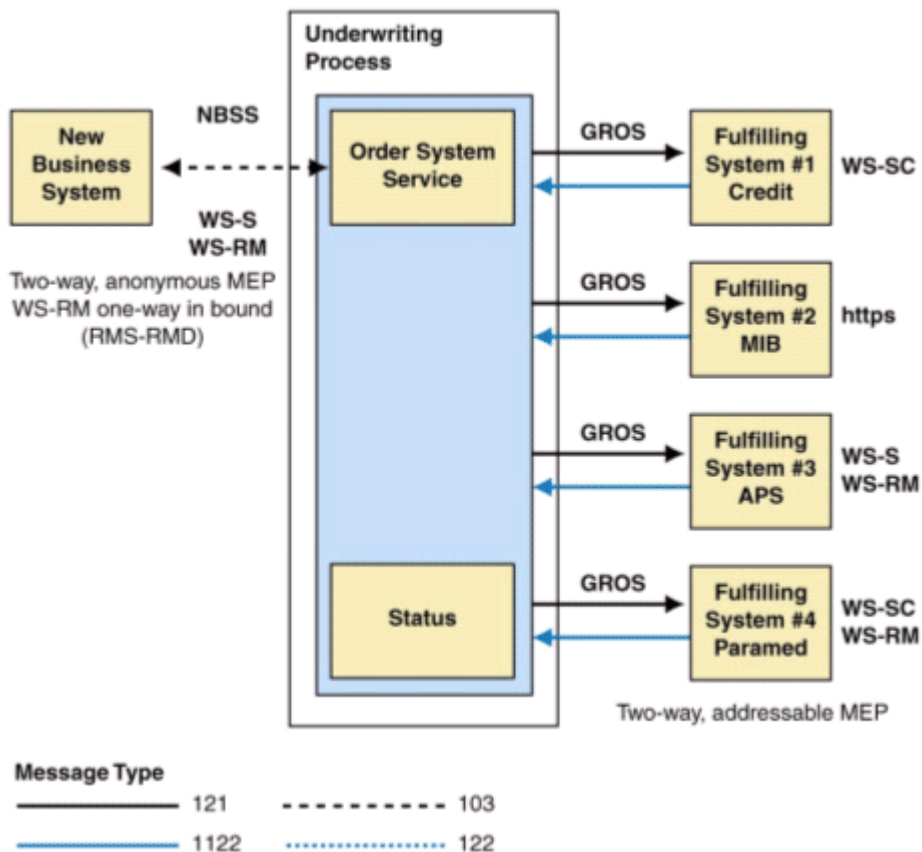 Underwriting
Process
New
Business
System
NBSS
WS-S
WS-RM
Two-way, anonymous MEP
WS-RM one-way in bound
(RMS-RMD)
Order System
Service
Status
GROS
Fulfilling
System #1
Credit
WS-SC
GROS
Fulfilling
System #2
MIB
https
GROS
Fulfilling
System #3
APS
WS-S
WS-RM
GROS
Fulfilling
System #4
Paramed
WS-SC
WS-RM
Two-way, addressable MEP
Message Type
121
103
1122
122